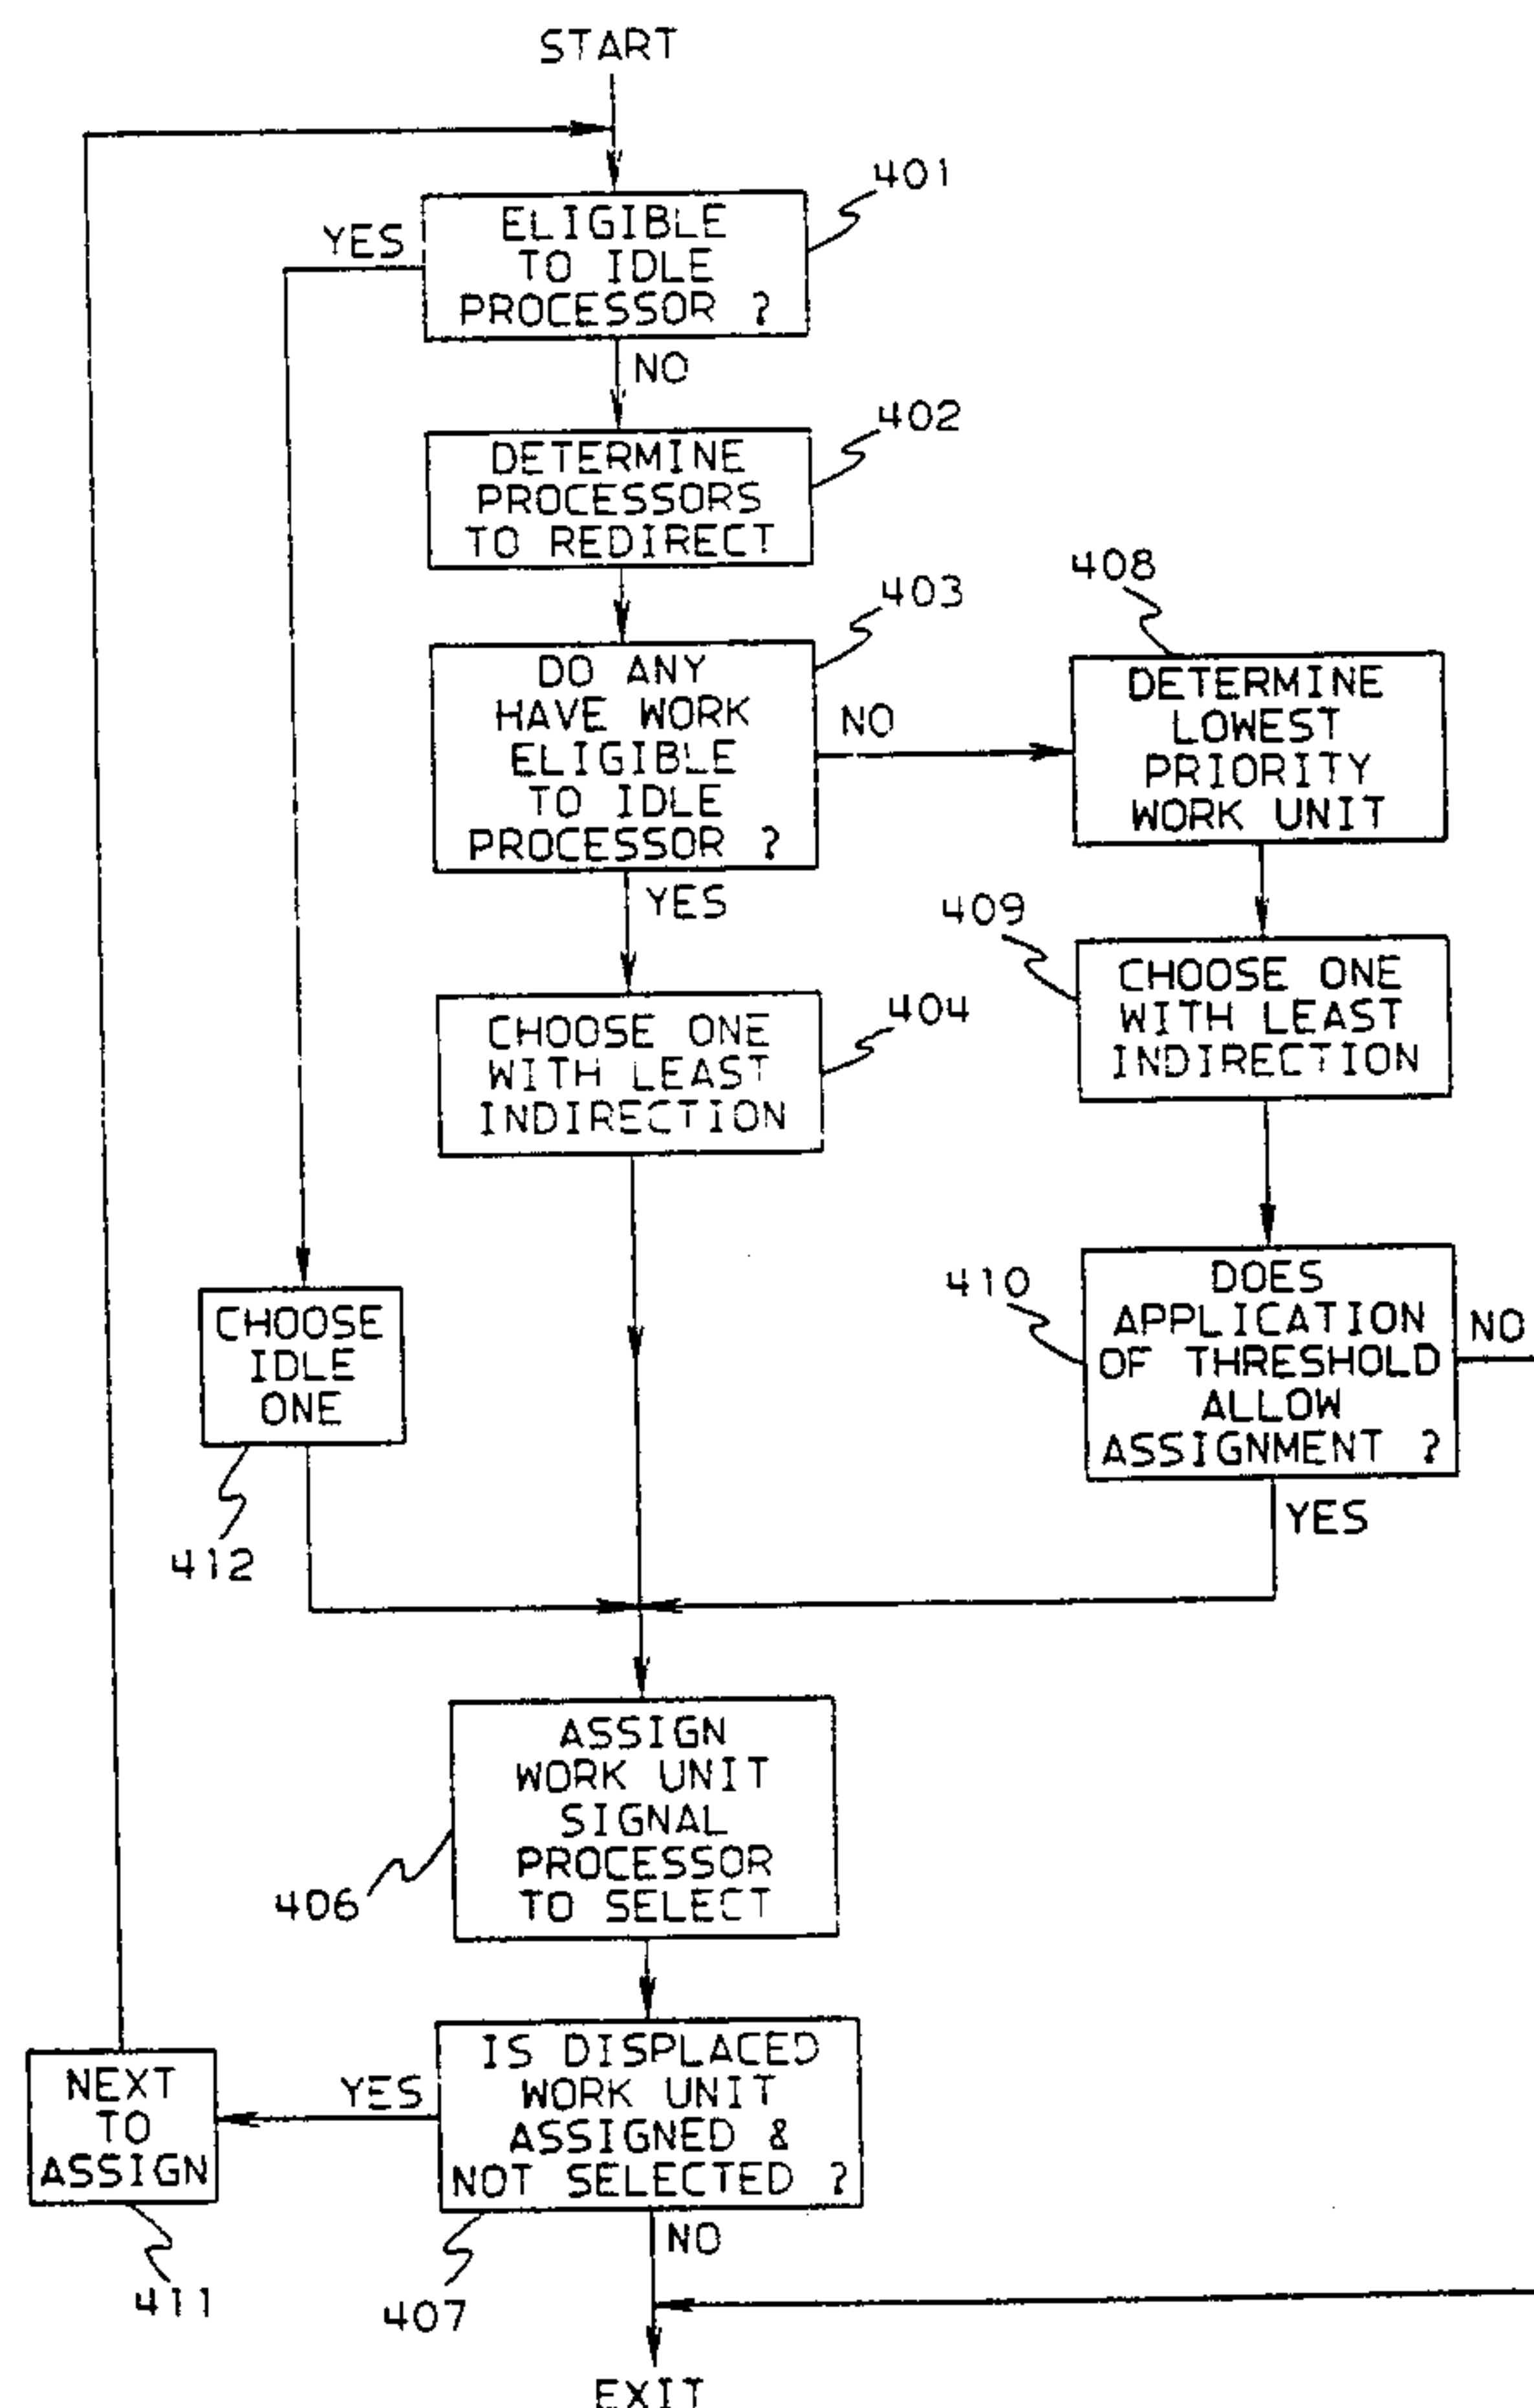 START
401
YES
ELIGIBLE
TO IDLE
PROCESSOR ?
NO
402
DETERMINE
PROCESSORS
TO REDIRECT
403
DO ANY
HAVE WORK
ELIGIBLE
TO IDLE
PROCESSOR ?
NO
YES
408
DETERMINE
LOWEST
PRIORITY
WORK UNIT
404
CHOOSE ONE
WITH LEAST
INDIRECTION
409
CHOOSE ONE
WITH LEAST
INDIRECTION
410
DOES
APPLICATION
OF THRESHOLD
ALLOW
ASSIGNMENT ?
NO
YES
CHOOSE
IDLE
ONE
412
ASSIGN
WORK UNIT
SIGNAL
PROCESSOR
TO SELECT
406
IS DISPLACED
WORK UNIT
ASSIGNED &
NOT SELECTED ?
YES
NEXT
TO
ASSIGN
411
407
NO
EXIT